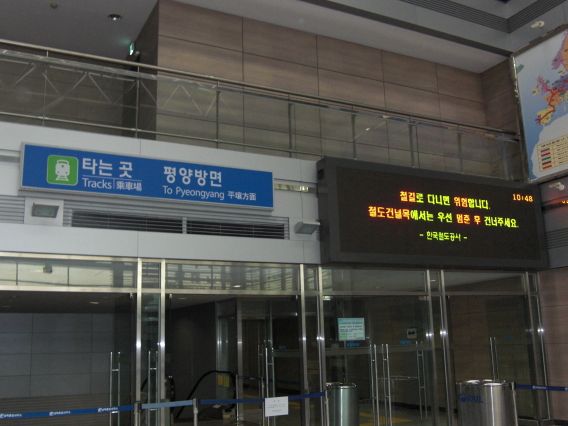 타는 곳
Tracks 乘車場
평양방면
To Pyeongyang 平壤方面
철길로 다니면 위험합니다.
철도건널목에서는 우선 멈춘 후 건너주세요.
- 한국철도공사 -
10:48